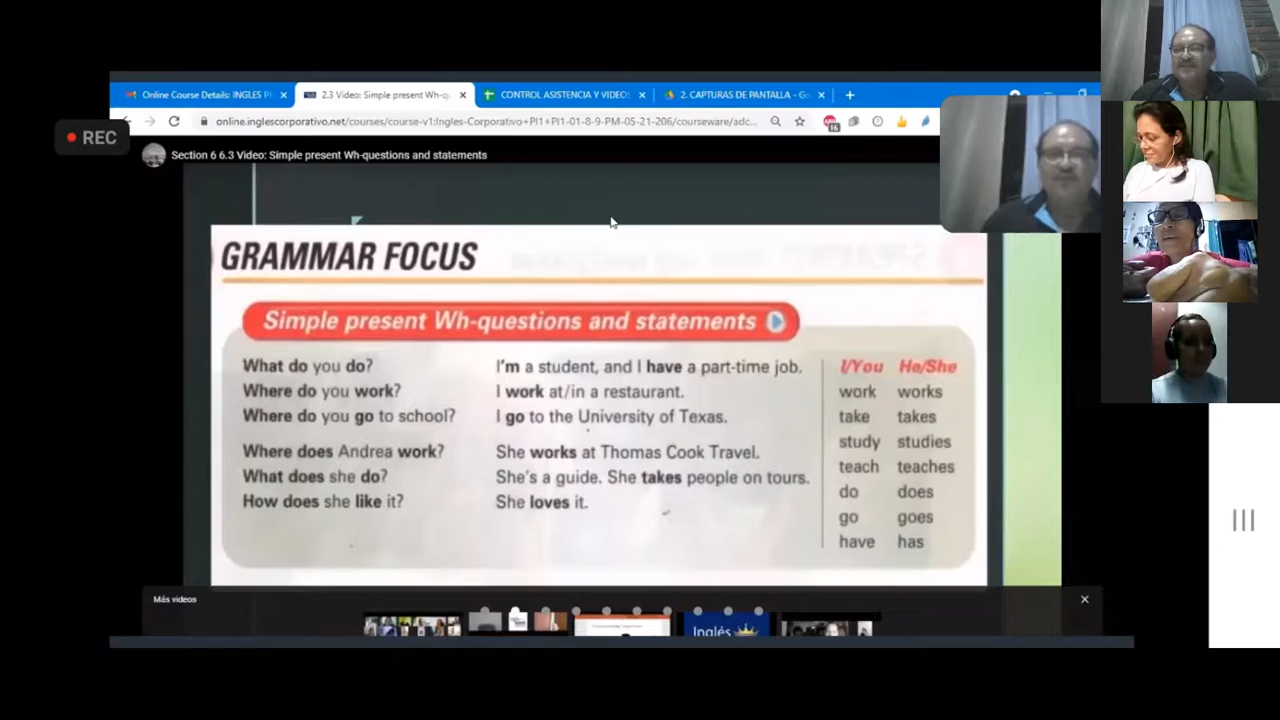 Online Course Details: INGLES PR
2.3 Video: Simple present Wh-q
CONTROL ASISTENCIA Y VIDEOS
2. CAPTURAS DE PANTALLA - Go
online.inglescorporativo.net/courses/course-v1:Ingles-Corporativo+PI1+PI1-01-8-9-PM-05-21-206/courseware/adc...
16
REC
Section 6 6.3 Video: Simple present Wh-questions and statements
GRAMMAR FOCUS
Simple present Wh-questions and statements
What do you do? I'm a student, and I have a part-time job.
Where do you work? I work at/in a restaurant.
Where do you go to school? I go to the University of Texas.
Where does Andrea work? She works at Thomas Cook Travel.
What does she do? She's a guide. She takes people on tours.
How does she like it? She loves it.
I/You He/She
work works
take takes
study studies
teach teaches
do does
go goes
have has
Más videos
Inglés